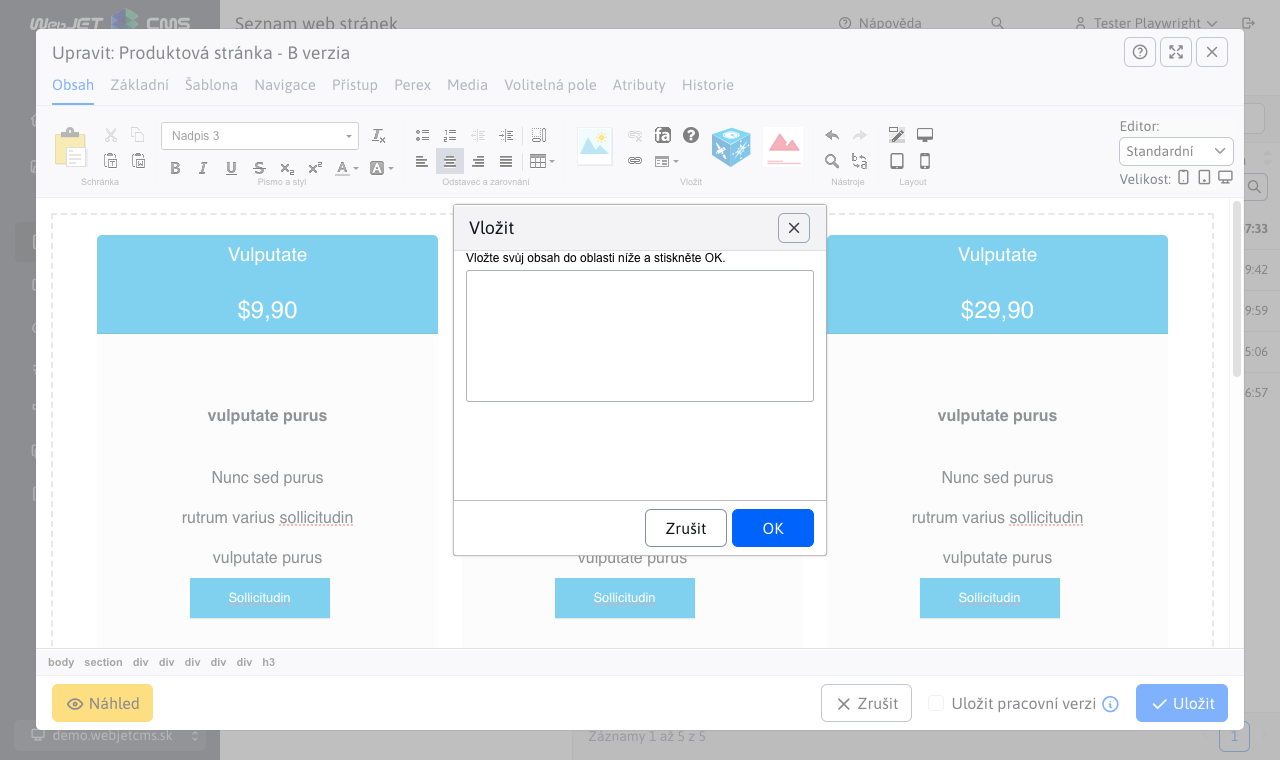 WebJET CMS
Seznam web stránek
Nápověda
Tester Playwright
Upravit: Produktová stránka - B verzia
Obsah Základní Šablona Navigace Přístup Perex Media Volitelná pole Atributy Historie
Nadpis 3
Schránka Písmo a styl Odstavec a zarovnání Vložit Nástroje Layout
Editor:
Standardní
Velikost:
7:33
9:42
9:59
5:06
6:57
Vložit
Vložte svůj obsah do oblasti níže a stiskněte OK.
Zrušit OK
Vulputate
$9,90
vulputate purus
Nunc sed purus
rutrum varius sollicitudin
vulputate purus
Sollicitudin
vulputate purus
Sollicitudin
Vulputate
$29,90
vulputate purus
Nunc sed purus
rutrum varius sollicitudin
vulputate purus
Sollicitudin
body section div div div div div h3
Náhled
Zrušit
Uložit pracovní verzi
Uložit
demo.webjetcms.sk
Záznamy 1 až 5 z 5
1